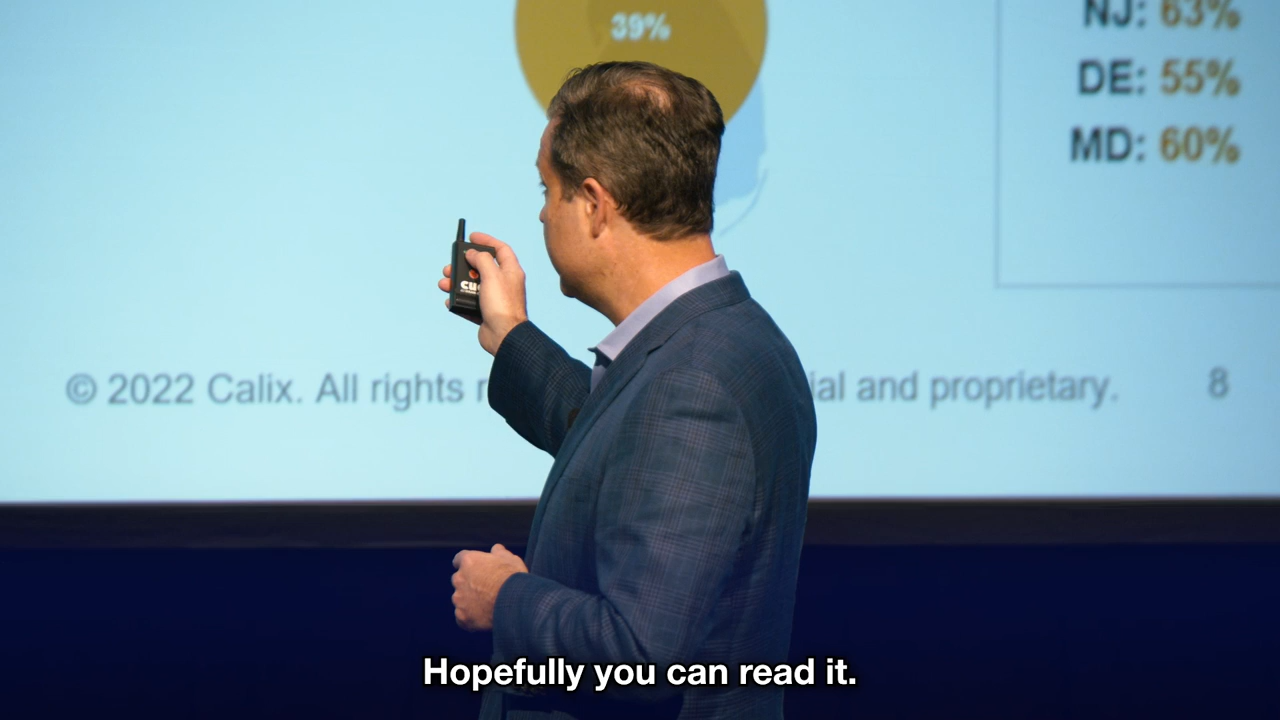 39%
NJ: 63%
DE: 55%
MD: 60%
© 2022 Calix. All rights
and proprietary.
8
Hopefully you can read it.